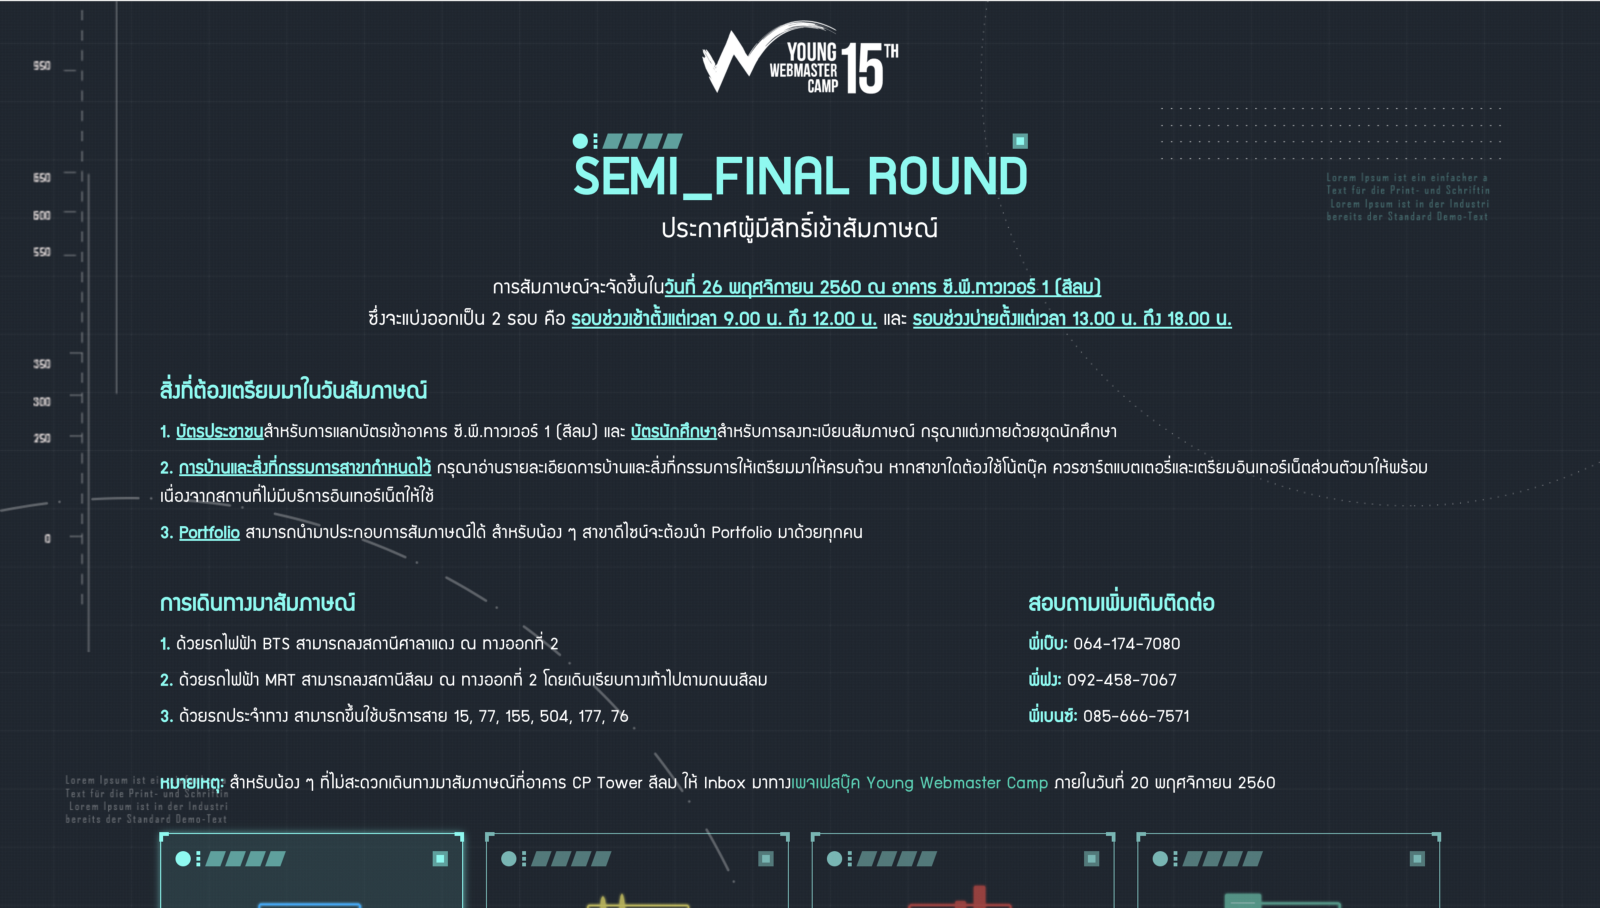 YOUNG
WEBMASTER
CAMP
15TH
SEMI_FINAL ROUND
ประกาศผู้มีสิทธิ์เข้าสัมภาษณ์
การสัมภาษณ์จะจัดขึ้นในวันที่ 26 พฤศจิกายน 2560 ณ อาคาร ซี.พี.ทาวเวอร์ 1 (สีลม)
ซึ่งจะแบ่งออกเป็น 2 รอบ คือ รอบช่วงเช้าตั้งแต่เวลา 9.00 น. ถึง 12.00 น. และ รอบช่วงบ่ายตั้งแต่เวลา 13.00 น. ถึง 18.00 น.
Lorem Ipsum ist ein einfacher a
Text für die Print- und Schriftin
Lorem Ipsum ist in der Industri
bereits der Standard Demo-Text
950
650
600
550
350
300
250
0
สิ่งที่ต้องเตรียมมาในวันสัมภาษณ์
1. บัตรประชาชนสำหรับการแลกบัตรเข้าอาคาร ซี.พี.ทาวเวอร์ 1 (สีลม) และ บัตรนักศึกษาสำหรับการลงทะเบียนสัมภาษณ์ กรุณาแต่งกายด้วยชุดนักศึกษา
2. การบ้านและสิ่งที่กรรมการสาขากำหนดไว้ กรุณาอ่านรายละเอียดการบ้านและสิ่งที่กรรมการให้เตรียมมาให้ครบถ้วน หากสาขาใดต้องใช้โน้ตบุ๊ค ควรชาร์ตแบตเตอรี่และเตรียมอินเทอร์เน็ตส่วนตัวมาให้พร้อม
เนื่องจากสถานที่ไม่มีบริการอินเทอร์เน็ตให้ใช้
3. Portfolio สามารถนำมาประกอบการสัมภาษณ์ได้ สำหรับน้อง ๆ สาขาดีไซน์จะต้องนำ Portfolio มาด้วยทุกคน
การเดินทางมาสัมภาษณ์
1. ด้วยรถไฟฟ้า BTS สามารถลงสถานีศาลาแดง ณ ทางออกที่ 2
2. ด้วยรถไฟฟ้า MRT สามารถลงสถานีสีลม ณ ทางออกที่ 2 โดยเดินเรียบทางเท้าไปตามถนนสีลม
3. ด้วยรถประจำทาง สามารถขึ้นใช้บริการสาย 15, 77, 155, 504, 177, 76
สอบถามเพิ่มเติมติดต่อ
พี่เป๊บ: 064-174-7080
พี่ฟง: 092-458-7067
พี่เบนซ์: 085-666-7571
หมายเหตุ: สำหรับน้อง ๆ ที่ไม่สะดวกเดินทางมาสัมภาษณ์ที่อาคาร CP Tower สีลม ให้ Inbox มาทางเพจเฟสบุ๊ค Young Webmaster Camp ภายในวันที่ 20 พฤศจิกายน 2560
Lorem Ipsum ist ei
Text für die Print- und Schriftin
Lorem Ipsum ist in der Industri
bereits der Standard Demo-Text